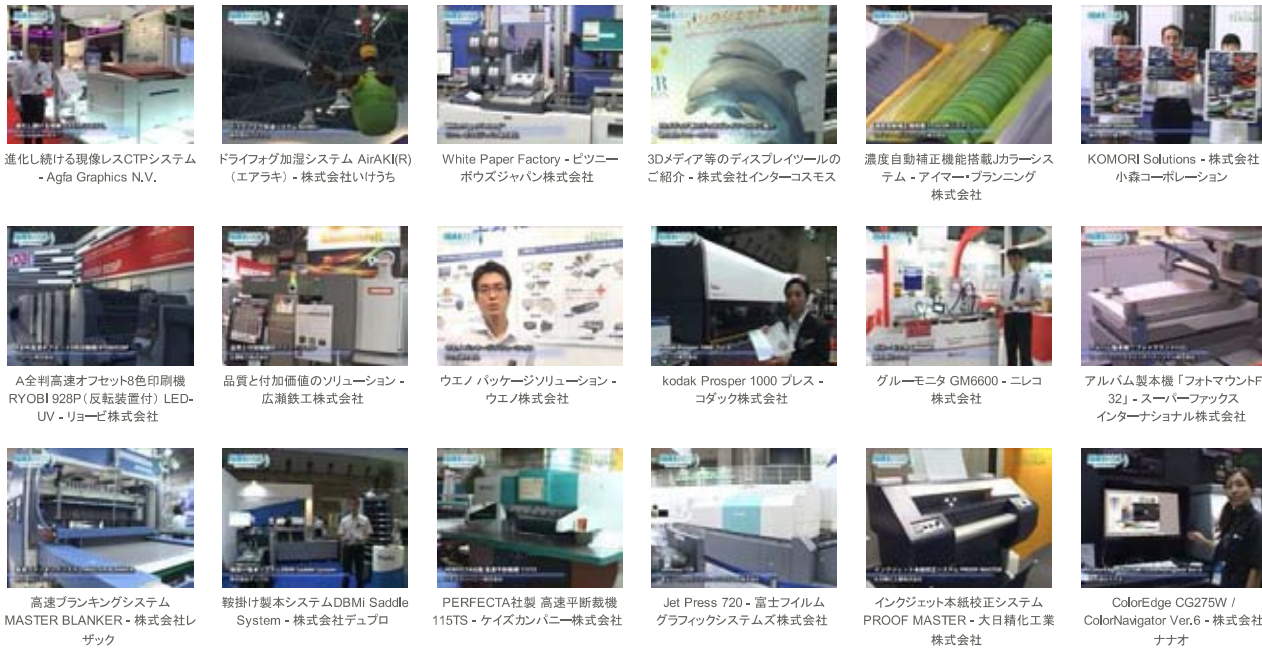 進化し続ける現像レスCTPシステム
- Agfa Graphics N.V.
ドライフォグ加湿システム AirAKI(R)
（エアラキ） - 株式会社いけうち
White Paper Factory - ピツニー
ボウズジャパン株式会社
3Dメディア等のディスプレイツールの
ご紹介 - 株式会社インターコスモス
濃度自動補正機能搭載Jカラーシス
テム - アイマー・プランニング
株式会社
KOMORI Solutions - 株式会社
小森コーポレーション
A全判高速オフセット8色印刷機
RYOBI 928P（反転装置付） LED-
UV - リョービ株式会社
品質と付加価値のソリューション -
広瀬鉄工株式会社
ウエノ パッケージソリューション -
ウエノ株式会社
kodak Prosper 1000 プレス -
コダック株式会社
グルーモニタ GM6600 - ニレコ
株式会社
アルバム製本機 「フォトマウントF
32」 - スーパーファックス
インターナショナル株式会社
高速ブランキングシステム
MASTER BLANKER - 株式会社レ
ザック
鞍掛け製本システムDBMi Saddle
System - 株式会社デュプロ
PERFECTA社製 高速平断裁機
115TS - ケイズカンパニー株式会社
Jet Press 720 - 富士フイルム
グラフィックシステムズ株式会社
インクジェット本紙校正システム
PROOF MASTER - 大日精化工業
株式会社
ColorEdge CG275W /
ColorNavigator Ver.6 - 株式会社
ナナオ